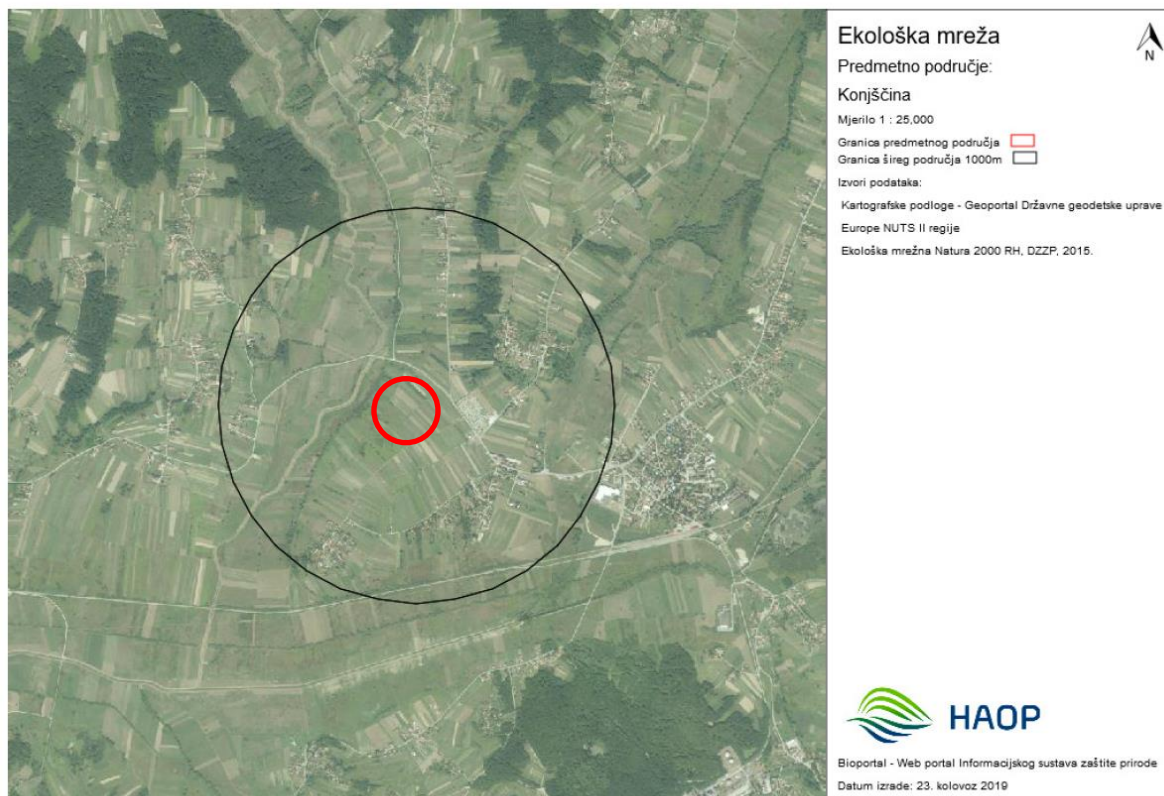 Ekološka mreža
N
Predmetno područje:
Konjščina
Mjerilo 1 : 25,000
Granica predmetnog područja
Granica šireg područja 1000m
Izvori podataka:
Kartografske podloge - Geoportal Državne geodetske uprave
Europe NUTS II regije
Ekološka mrežna Natura 2000 RH, DZZP, 2015.
HAOP
Bioportal - Web portal Informacijskog sustava zaštite prirode
Datum izrade: 23. kolovoz 2019